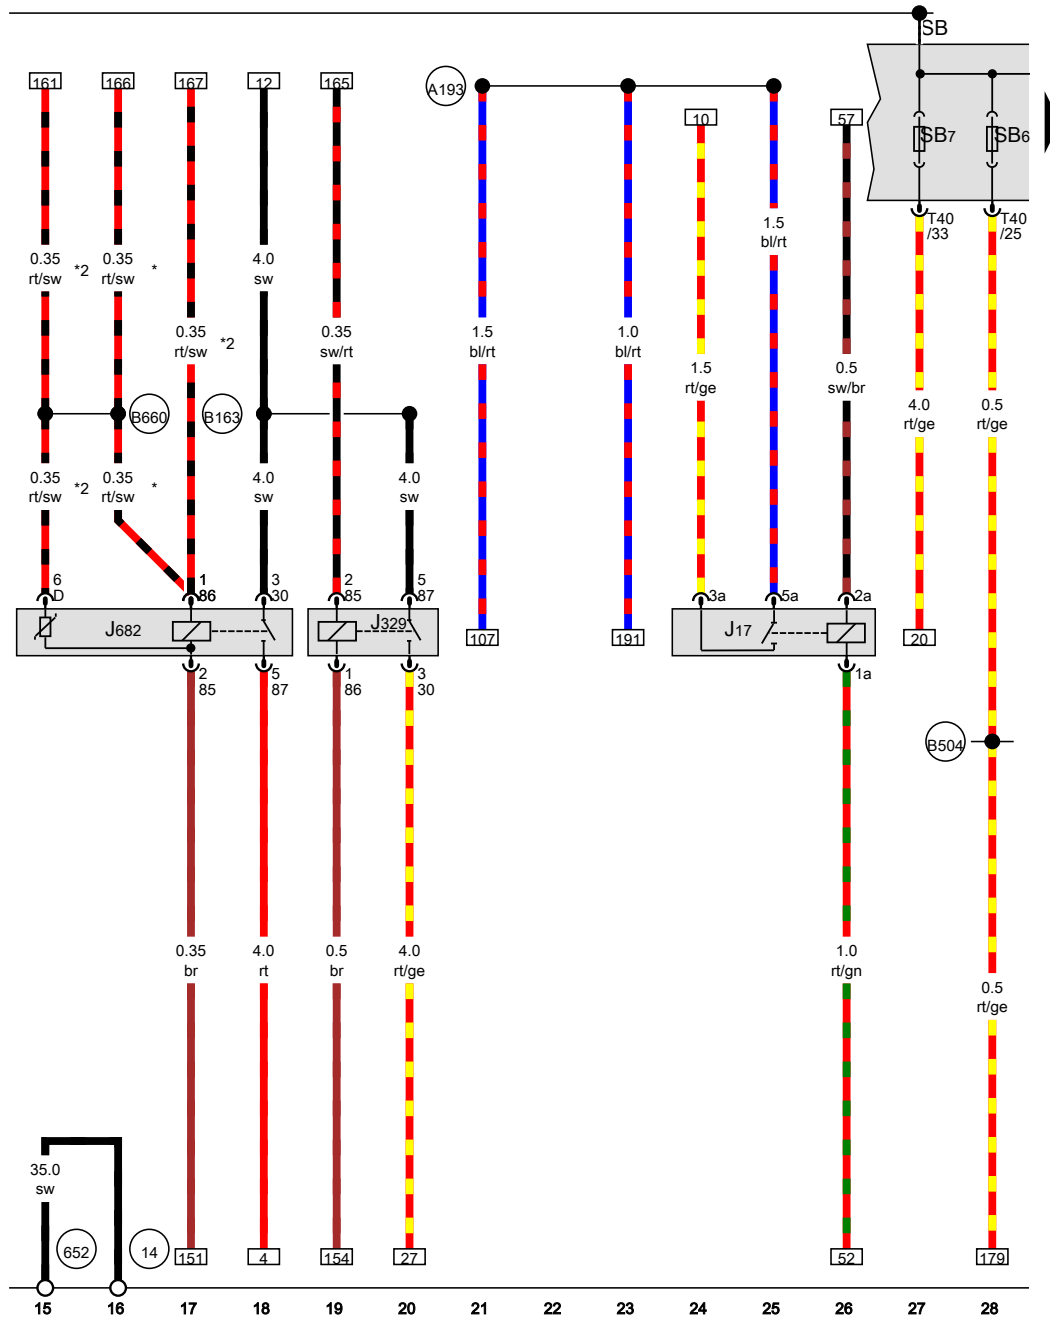 SB
161
166
167
12
165
A193
10
57
SB7
SB6
T40
/33
T40
/25
0.35
rt/sw
*2
0.35
rt/sw
*
4.0
sw
1.5
bl/rt
0.35
rt/sw
*2
0.35
sw/rt
1.5
bl/rt
1.0
bl/rt
1.5
rt/ge
0.5
sw/br
B660
B163
4.0
rt/ge
0.5
rt/ge
0.35
rt/sw
*2
0.35
rt/sw
*
4.0
sw
4.0
sw
6
D
1
86
3
30
2
85
5
87
3a
5a
2a
J682
J329
J17
107
191
20
2
85
5
87
1
86
3
30
1a
B504
0.35
br
4.0
rt
0.5
br
4.0
rt/ge
1.0
rt/gn
0.5
rt/ge
35.0
sw
652
14
151
4
154
27
52
179
15
16
17
18
19
20
21
22
23
24
25
26
27
28